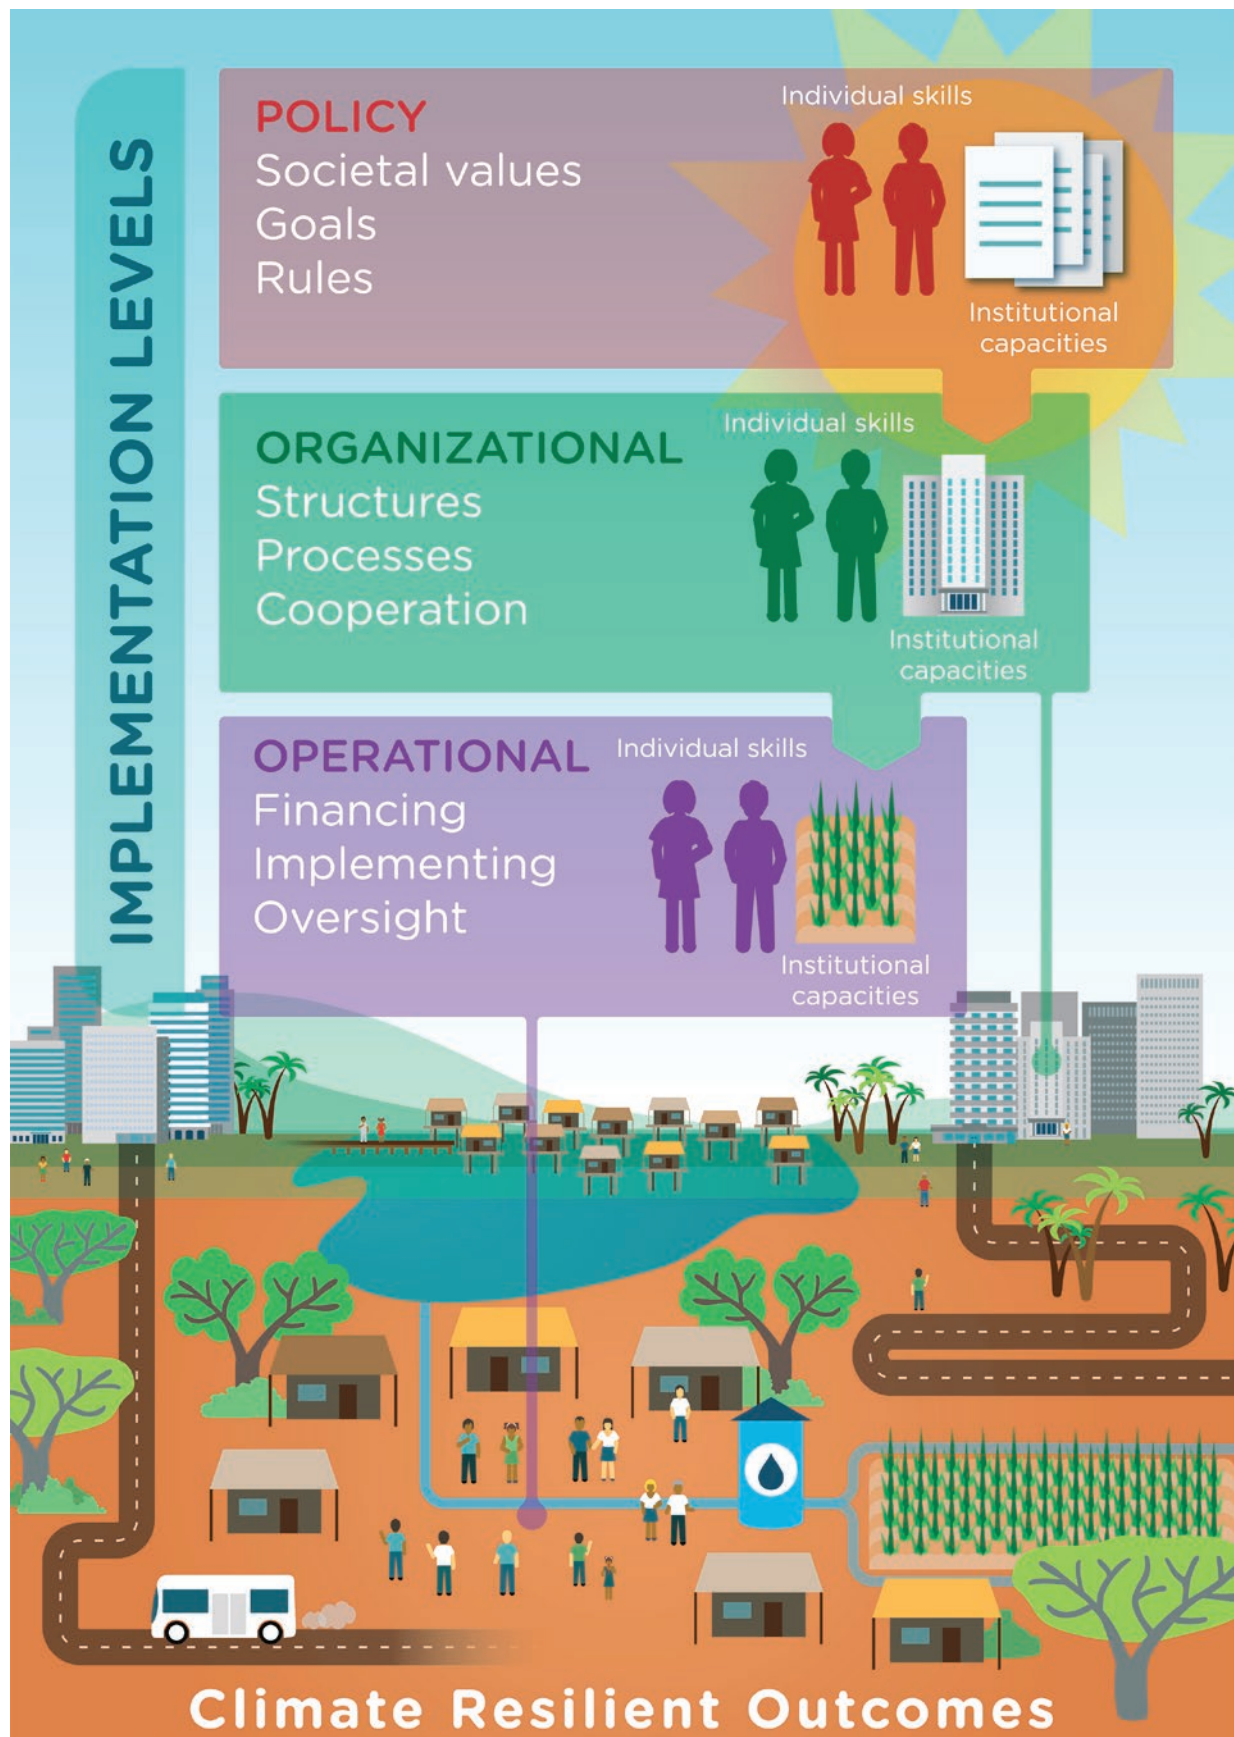 IMPLEMENTATION LEVELS
POLICY
Societal values
Goals
Rules
Individual skills
Institutional
capacities
ORGANIZATIONAL
Structures
Processes
Cooperation
Individual skills
Institutional
capacities
OPERATIONAL
Financing
Implementing
Oversight
Individual skills
Institutional
capacities
Climate Resilient Outcomes